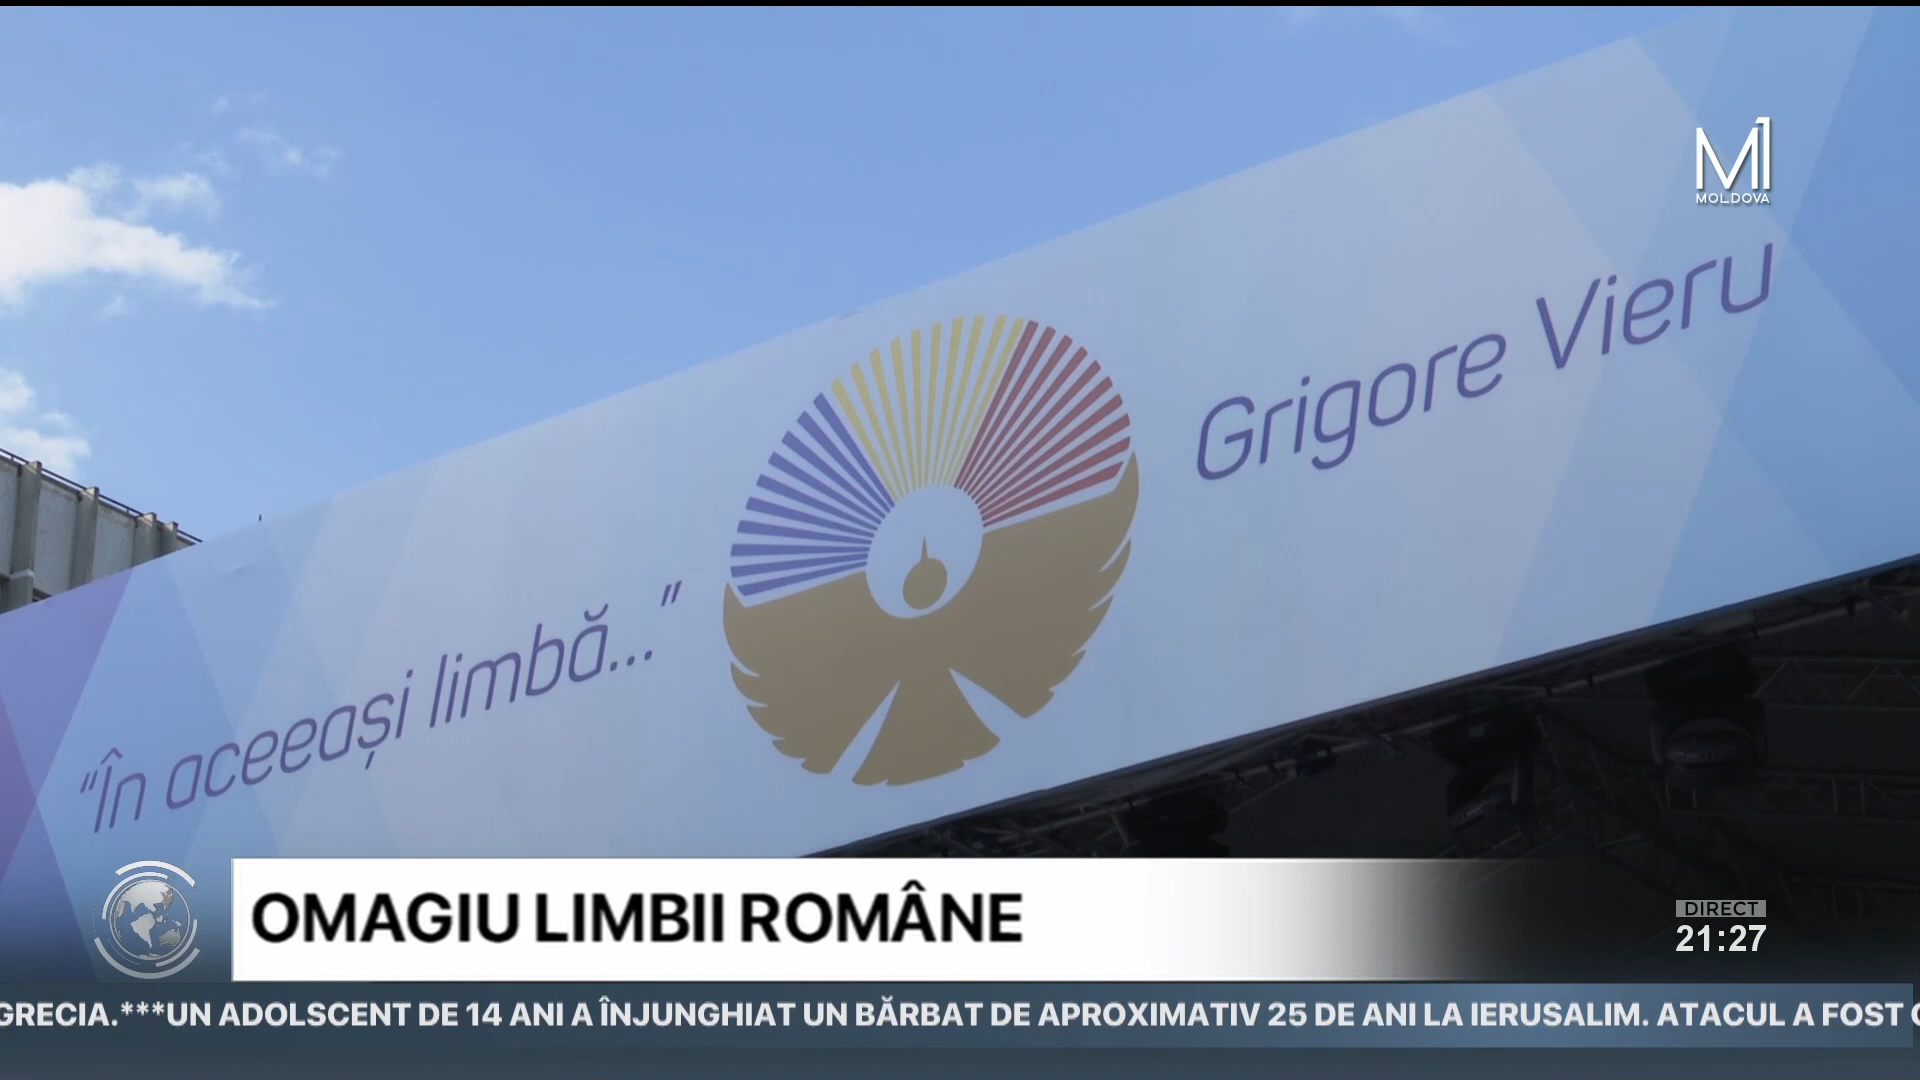 M1
MOLDOVA
"În aceeași limbă..."
Grigore Vieru
OMAGIU LIMBII ROMÂNE
DIRECT
21:27
GRECIA.***UN ADOLSCENT DE 14 ANI A ÎNJUNGHIAT UN BĂRBAT DE APROXIMATIV 25 DE ANI LA IERUSALIM. ATACUL A FOST